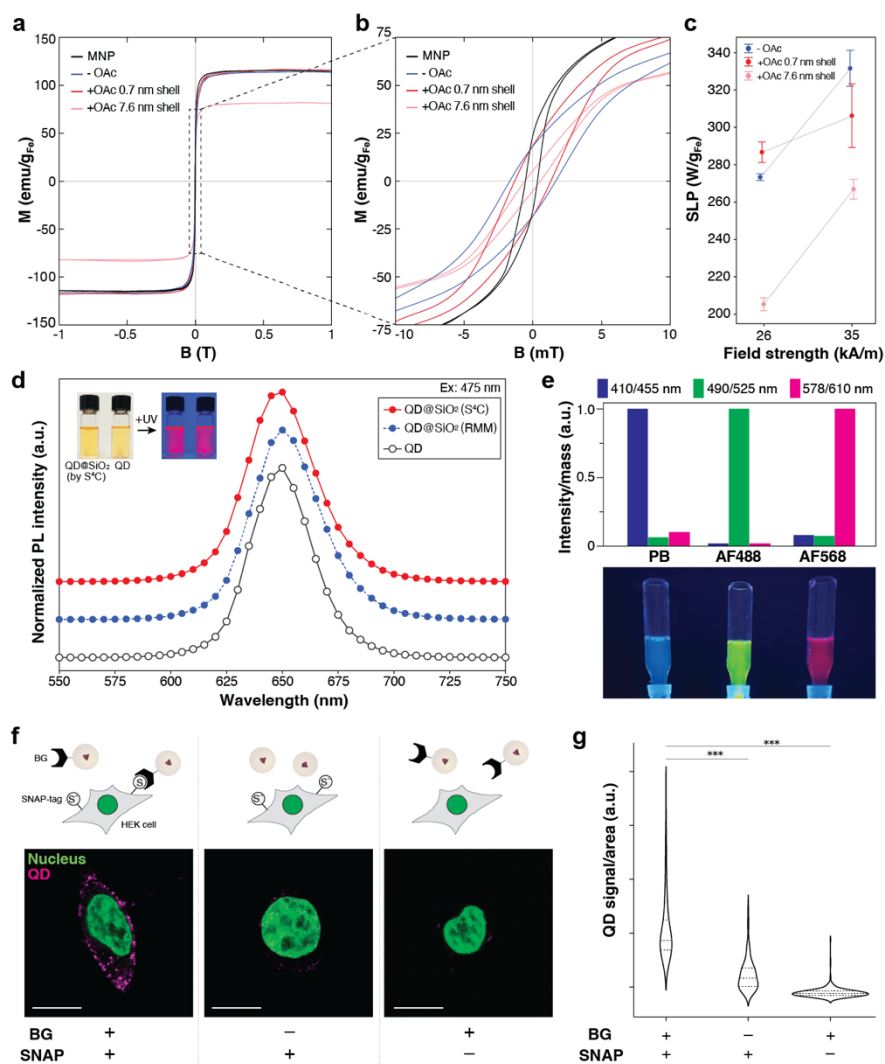 a
M (emu/gFe)
150
100
50
0
-50
-100
-150
MNP
- OAc
+OAc 0.7 nm shell
+OAc 7.6 nm shell
-1
0
1
B (T)
b
M (emu/gFe)
75
50
25
0
-25
-50
-75
MNP
- OAc
+OAc 0.7 nm shell
+OAc 7.6 nm shell
-10
-5
0
5
10
B (mT)
c
SLP (W/gFe)
- OAc
+OAc 0.7 nm shell
+OAc 7.6 nm shell
340
320
300
280
260
240
220
200
26
35
Field strength (kA/m)
d
Normalized PL intensity (a.u.)
+UV
QD@SiO₂
(by S⁴C)
QD
Ex: 475 nm
QD@SiO² (S⁴C)
QD@SiO² (RMM)
QD
550
575
600
625
650
675
700
725
750
Wavelength (nm)
e
410/455 nm
490/525 nm
578/610 nm
Intensity/mass
1.0
0.5
0
PB
AF488
AF568
f
BG
SNAP-tag
HEK cell
S
S
S
S
Nucleus
QD
BG
+
–
+
SNAP
+
+
–
g
QD signal/area (a.u.)
***
***
BG
+
–
+
SNAP
+
+
–